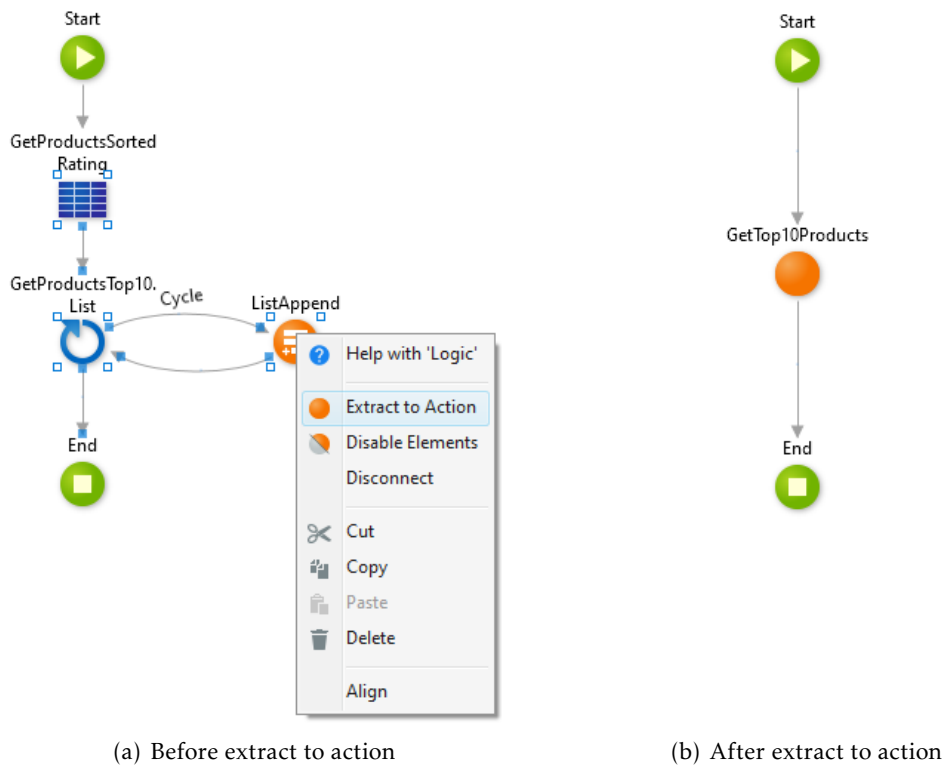 Start
GetProductsSorted
Rating
GetProductsTop10.
List
Cycle
ListAppend
End
Help with 'Logic'
Extract to Action
Disable Elements
Disconnect
Cut
Copy
Paste
Delete
Align
(a) Before extract to action
Start
GetTop10Products
End
(b) After extract to action